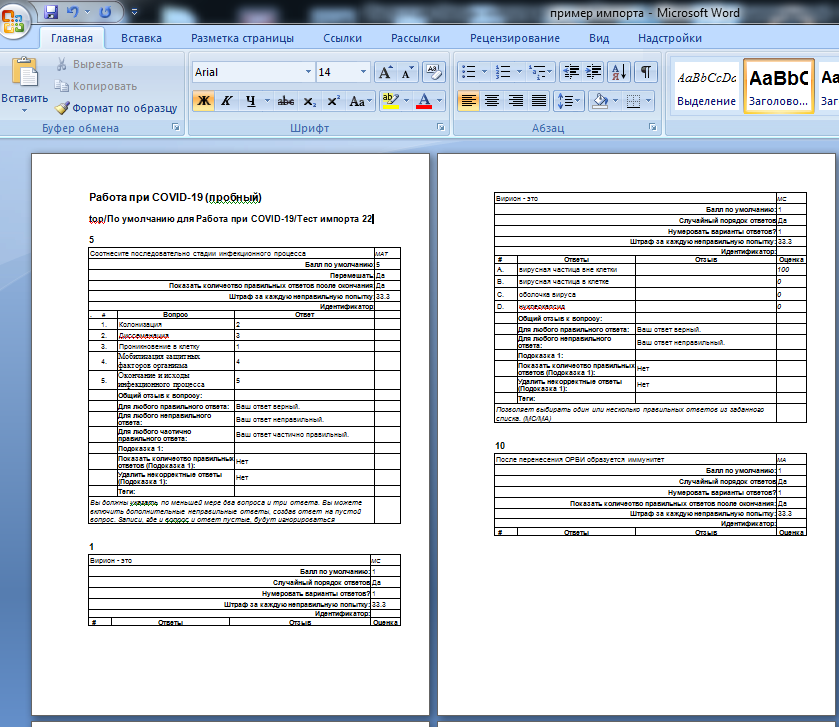 пример импорта - Microsoft Word
Главная Вставка Разметка страницы Ссылки Рассылки Рецензирование Вид Надстройки
Вставить
Вырезать
Копировать
Формат по образцу
Буфер обмена
Arial 14
Ж К Ч abe x₂ x² Aa
Шрифт
Абзац
AaBbCcDc AaBbC Aa
Выделение Заголово... Заг
Работа при COVID-19 (пробный)
top/По умолчанию для Работа при COVID-19/Тест импорта 22
5
Соотнесите последовательно стадии инфекционного процесса МАТ
Балл по умолчанию 5
Перемешать Да
Показать количество правильных ответов после окончания Да
Штраф за каждую неправильную попытку 33.3
Идентификатор
# Вопрос Ответ
1. Колонизация 2
2. Диссеменация 3
3. Проникновение в клетку 1
4. Мобилизация защитных факторов организма 4
5. Окончание и исходы инфекционного процесса 5
Общий отзыв к вопросу:
Для любого правильного ответа: Ваш ответ верный.
Для любого неправильного ответа: Ваш ответ неправильный.
Для любого частично правильного ответа: Ваш ответ частично правильный.
Подсказка 1:
Показать количество правильных ответов (Подсказка 1): Нет
Удалить некорректные ответы (Подсказка 1): Нет
Теги:
Вы должны по меньшей мере два вопроса и три ответа. Вы можете
включить дополнительные неправильные ответы, создав ответ на пустой
вопрос. Записи, где и и ответ пустые, будут игнорироваться
1
Вирион - это МС
Балл по умолчанию: 1
Случайный порядок ответов Да
Нумеровать варианты ответов? 1
Штраф за каждую неправильную попытку: 33.3
Идентификатор:
# Ответы Отзыв Оценка
Вирион - это МС
Балл по умолчанию: 1
Случайный порядок ответов: Да
Нумеровать варианты ответов? 1
Штраф за каждую неправильную попытку: 33.3
Идентификатор:
# Ответы Отзыв Оценка
A. вирусная частица вне клетки 100
B. вирусная частица в клетке 0
C. оболочка вируса 0
D. нуклеокапсид 0
Общий отзыв к вопросу:
Для любого правильного ответа: Ваш ответ верный.
Для любого неправильного ответа: Ваш ответ неправильный.
Подсказка 1:
Показать количество правильных ответов (Подсказка 1): Нет
Удалить некорректные ответы (Подсказка 1): Нет
Теги:
Позволяет выбирать один или несколько правильных ответов из заданного
списка. (МС/МА)
10
После перенесения ОРВИ образуется иммунитет МА
Балл по умолчанию: 1
Случайный порядок ответов Да
Нумеровать варианты ответов? 1
Показать количество правильных ответов после окончания: Да
Штраф за каждую неправильную попытку: 33.3
Идентификатор:
# Ответы Отзыв Оценка